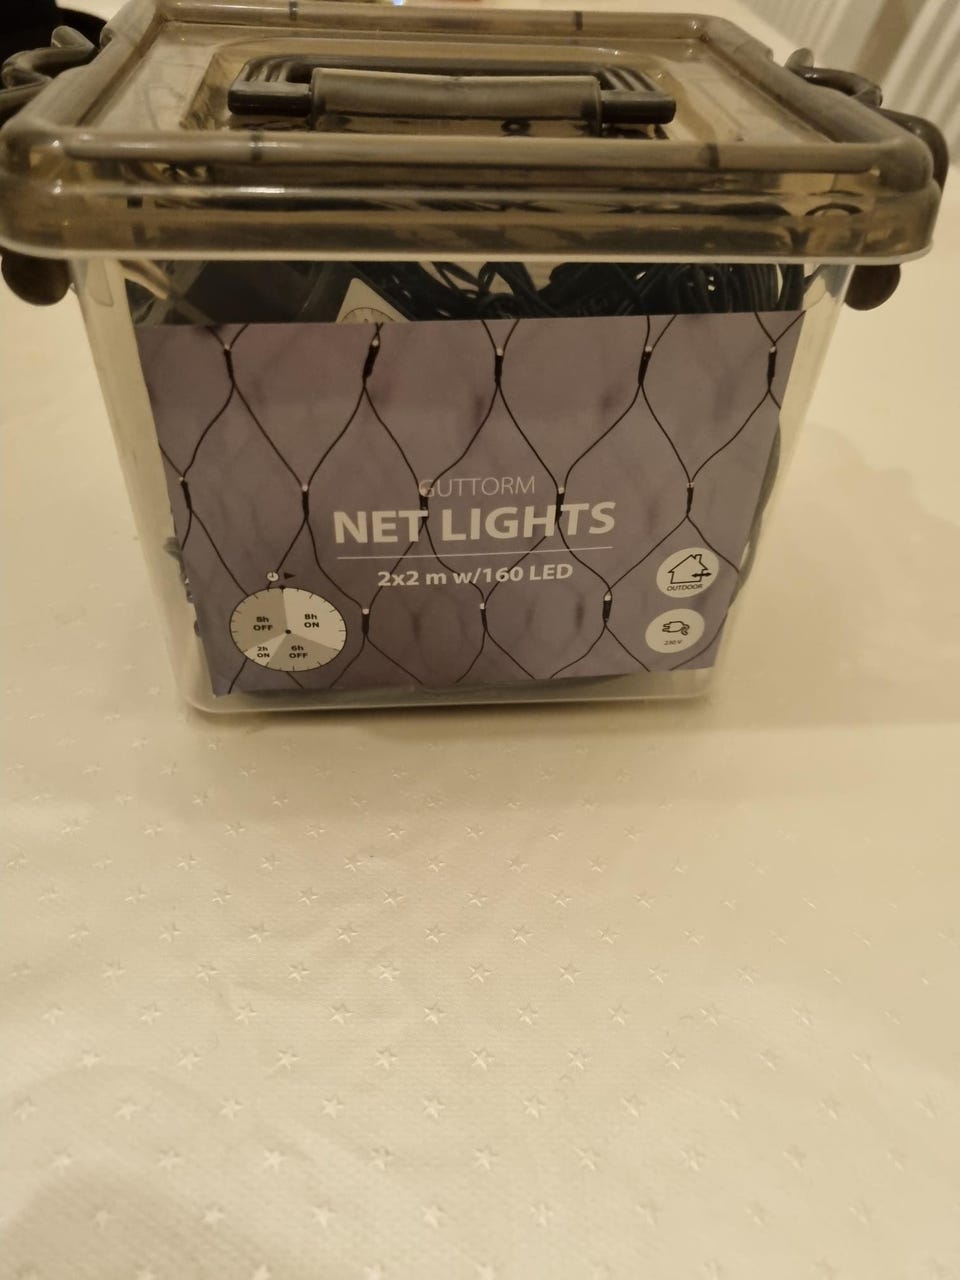 GUTTORM
NET LIGHTS
2x2 m w/160 LED
8h
OFF
8h
ON
2h
ON
6h
OFF
OUTDOOR
230 V